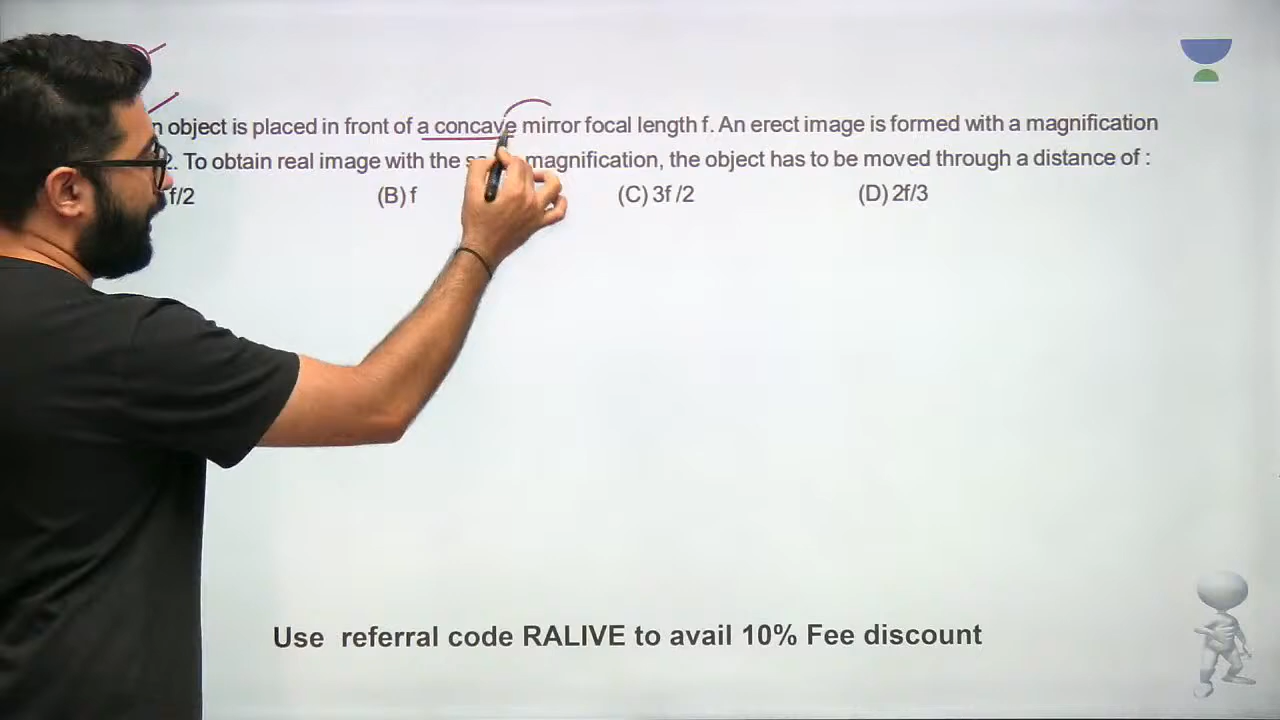 object is placed in front of a concave mirror focal length f. An erect image is formed with a magnification
2. To obtain real image with the magnification, the object has to be moved through a distance of :
f/2 (B) f (C) 3f /2 (D) 2f/3
Use referral code RALIVE to avail 10% Fee discount